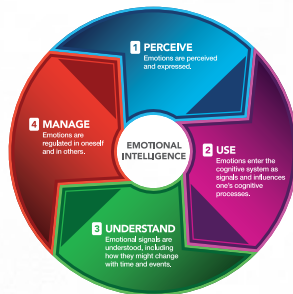 1 PERCEIVE
Emotions are perceived
and expressed.
2 USE
Emotions enter the
cognitive system as
signals and influences
one's cognitive
processes.
3 UNDERSTAND
Emotional signals are
understood, including
how they might change
with time and events.
4 MANAGE
Emotions are
regulated in oneself
and in others.
EMOTIONAL
INTELLIGENCE